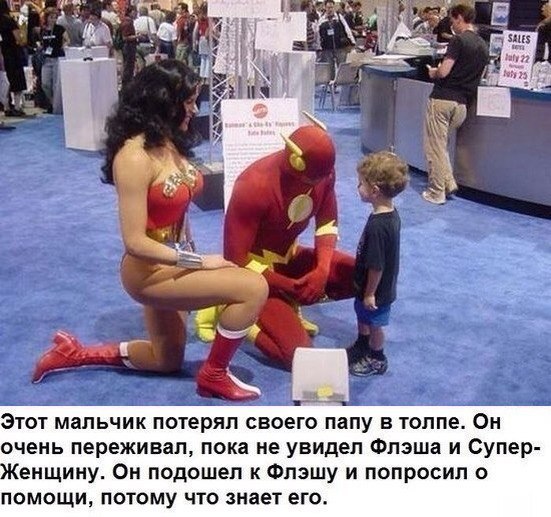 SALES
DATES
July 22
July 25
Этот мальчик потерял своего папу в толпе. Он
очень переживал, пока не увидел Флэша и Супер-
Женщину. Он подошел к Флэшу и попросил о
помощи, потому что знает его.